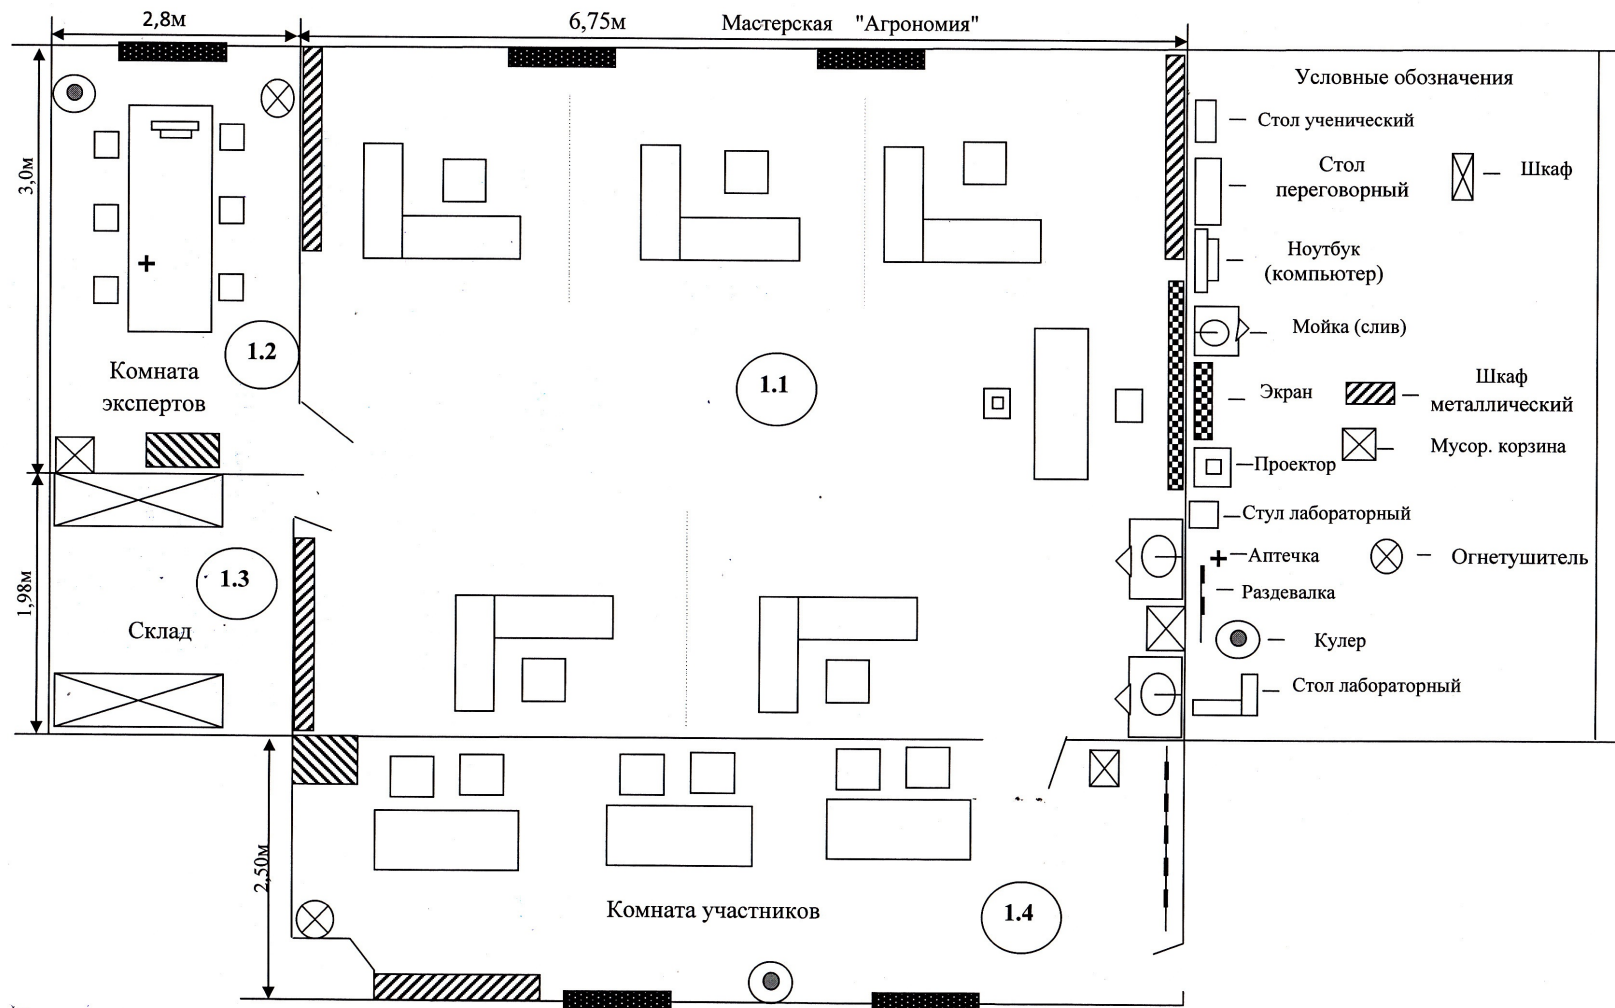 2,8м
6,75м
Мастерская "Агрономия"
3,0м
1.2
Комната
экспертов
1.1
1,98м
1.3
Склад
2,50м
Комната участников
1.4
Условные обозначения
Стол ученический
Стол
переговорный
Шкаф
Ноутбук
(компьютер)
Мойка (слив)
Экран
Шкаф
металлический
Мусор. корзина
Проектор
Стул лабораторный
Аптечка
Огнетушитель
Раздевалка
Кулер
Стол лабораторный